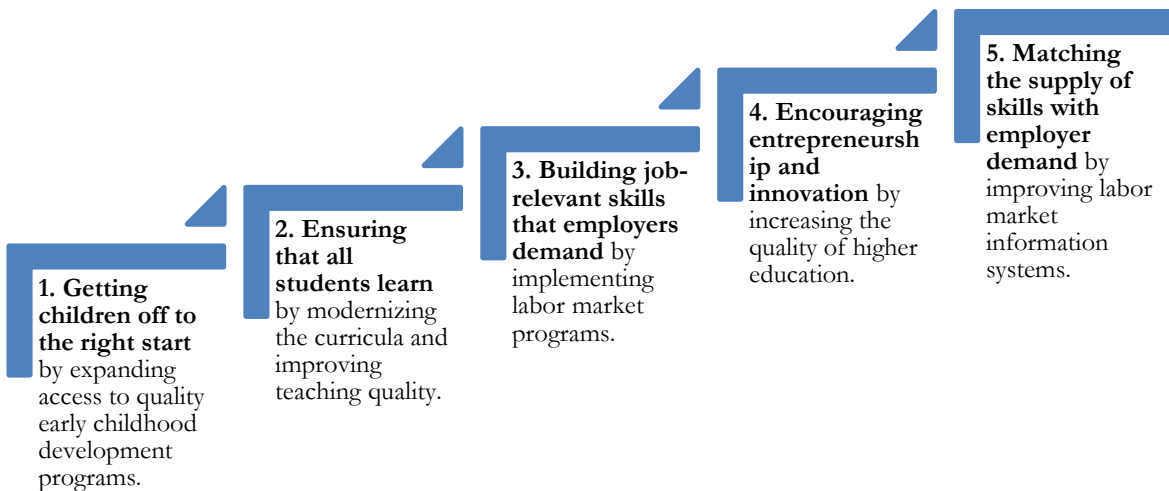 1. Getting
children off to
the right start
by expanding
access to quality
early childhood
development
programs.
2. Ensuring
that all
students learn
by modernizing
the curricula and
improving
teaching quality.
3. Building job-
relevant skills
that employers
demand by
implementing
labor market
programs.
4. Encouraging
entrepreneursh
ip and
innovation by
increasing the
quality of higher
education.
5. Matching
the supply of
skills with
employer
demand by
improving labor
market
information
systems.